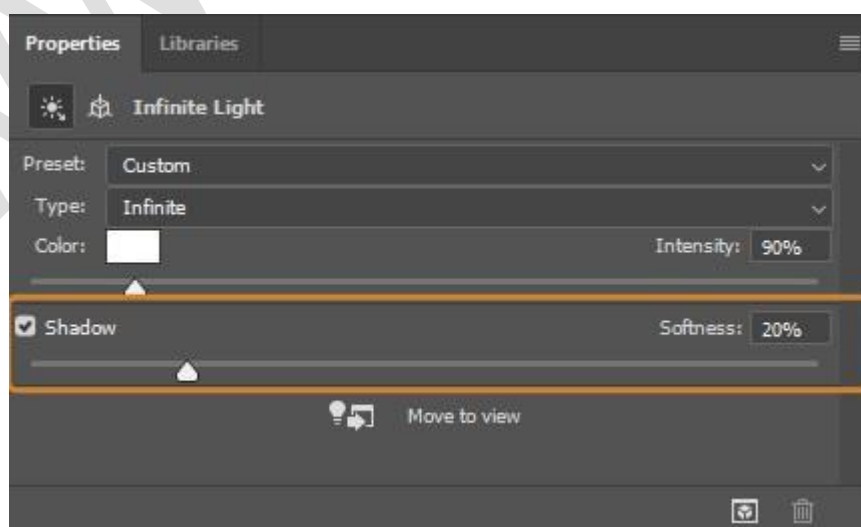 Properties Libraries
Infinite Light
Preset: Custom
Type: Infinite
Color: Intensity: 90%
Shadow Softness: 20%
Move to view